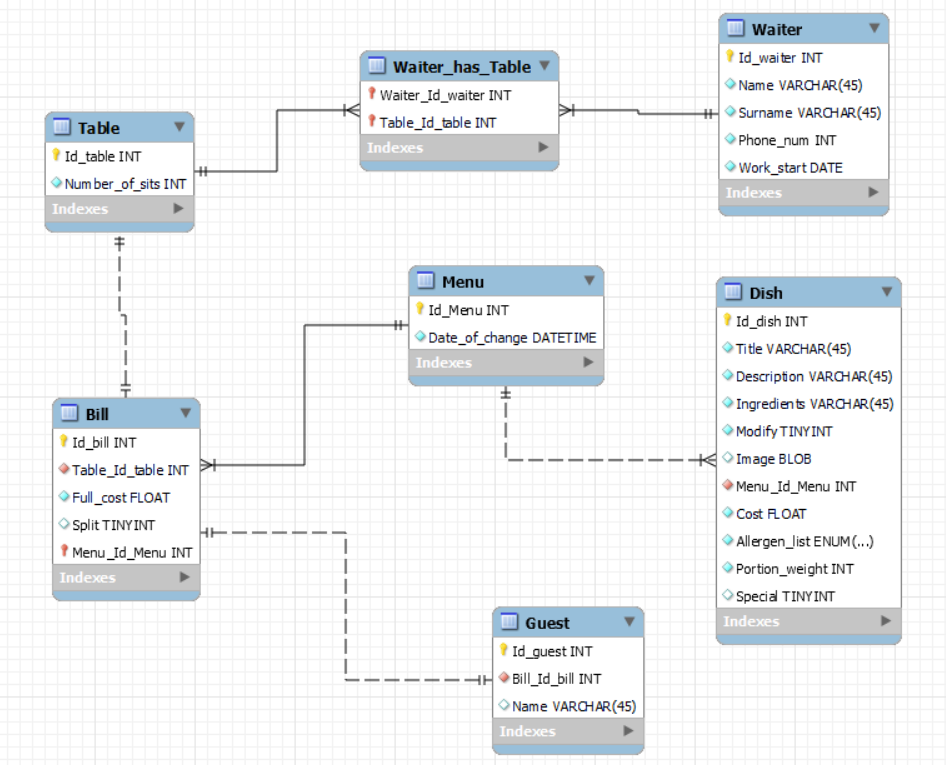 Table
Id_table INT
Number_of_sits INT
Indexes
Waiter_has_Table
Waiter_Id_waiter INT
Table_Id_table INT
Indexes
Waiter
Id_waiter INT
Name VARCHAR(45)
Surname VARCHAR(45)
Phone_num INT
Work_start DATE
Indexes
Menu
Id_Menu INT
Date_of_change DATETIME
Indexes
Dish
Id_dish INT
Title VARCHAR(45)
Description VARCHAR(45)
Ingredients VARCHAR(45)
Modify TINYINT
Image BLOB
Menu_Id_Menu INT
Cost FLOAT
Allergen_list ENUM(...)
Portion_weight INT
Special TINYINT
Indexes
Bill
Id_bill INT
Table_Id_table INT
Full_cost FLOAT
Split TINYINT
Menu_Id_Menu INT
Indexes
Guest
Id_guest INT
Bill_Id_bill INT
Name VARCHAR(45)
Indexes